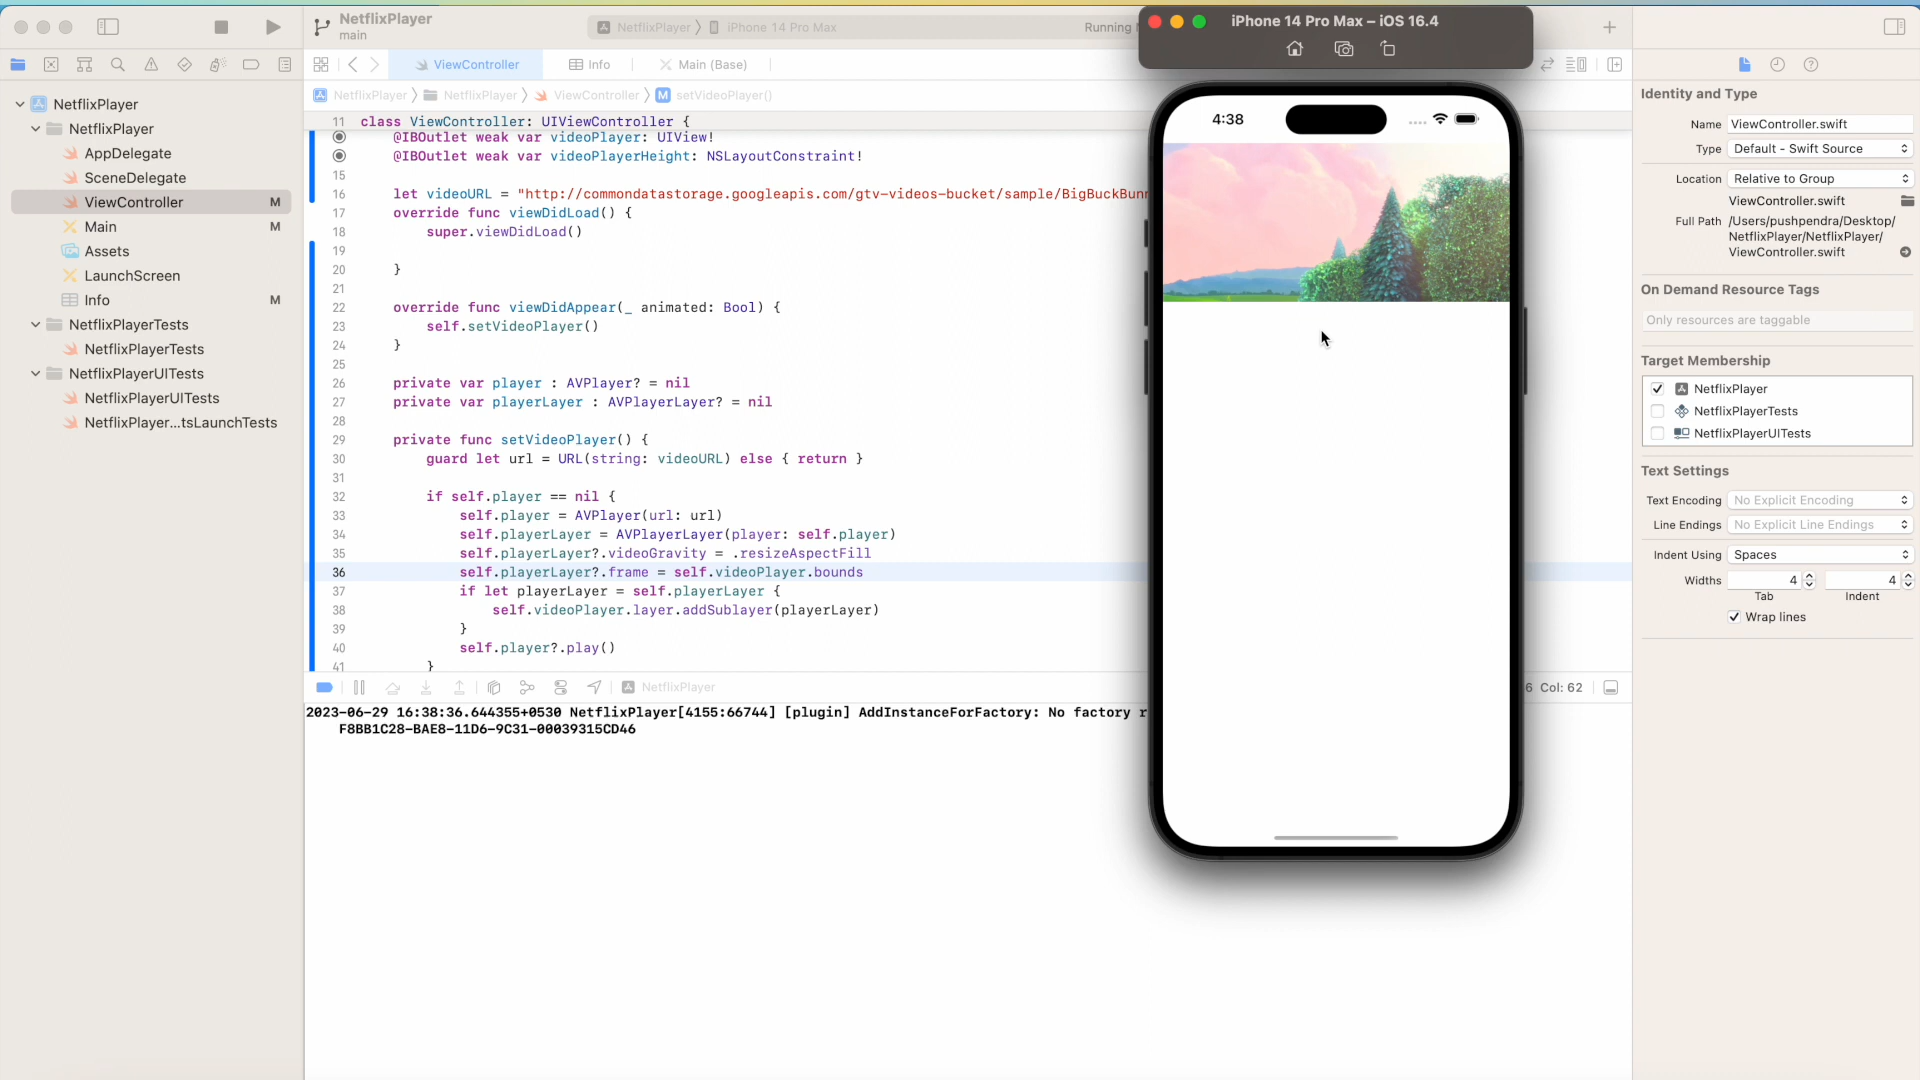 NetflixPlayer
main
NetflixPlayer
iPhone 14 Pro Max
Running
iPhone 14 Pro Max – iOS 16.4
ViewController
Info
Main (Base)
NetflixPlayer
NetflixPlayer
ViewController
M
setVideoPlayer()
NetflixPlayer
NetflixPlayer
AppDelegate
SceneDelegate
ViewController
M
Main
M
Assets
LaunchScreen
Info
M
NetflixPlayerTests
NetflixPlayerTests
NetflixPlayerUITests
NetflixPlayerUITests
NetflixPlayer...tsLaunchTests
11 class ViewController: UIViewController {
@IBOutlet weak var videoPlayer: UIView!
@IBOutlet weak var videoPlayerHeight: NSLayoutConstraint!
15
16 let videoURL = "http://commondatastorage.googleapis.com/gtv-videos-bucket/sample/BigBuckBunn
17 override func viewDidLoad() {
18 super.viewDidLoad()
19
20 }
21
22 override func viewDidAppear(_ animated: Bool) {
23 self.setVideoPlayer()
24 }
25
26 private var player : AVPlayer? = nil
27 private var playerLayer : AVPlayerLayer? = nil
28
29 private func setVideoPlayer() {
30 guard let url = URL(string: videoURL) else { return }
31
32 if self.player == nil {
33 self.player = AVPlayer(url: url)
34 self.playerLayer = AVPlayerLayer(player: self.player)
35 self.playerLayer?.videoGravity = .resizeAspectFill
36 self.playerLayer?.frame = self.videoPlayer.bounds
37 if let playerLayer = self.playerLayer {
38 self.videoPlayer.layer.addSublayer(playerLayer)
39 }
40 self.player?.play()
41 }
NetflixPlayer
6 Col: 62
2023-06-29 16:38:36.644355+0530 NetflixPlayer[4155:66744] [plugin] AddInstanceForFactory: No factory r
F8BB1C28-BAE8-11D6-9C31-00039315CD46
4:38
Identity and Type
Name ViewController.swift
Type Default - Swift Source
Location Relative to Group
ViewController.swift
Full Path /Users/pushpendra/Desktop/
NetflixPlayer/NetflixPlayer/
ViewController.swift
On Demand Resource Tags
Only resources are taggable
Target Membership
NetflixPlayer
NetflixPlayerTests
NetflixPlayerUITests
Text Settings
Text Encoding No Explicit Encoding
Line Endings No Explicit Line Endings
Indent Using Spaces
Widths 4 4
Tab Indent
Wrap lines